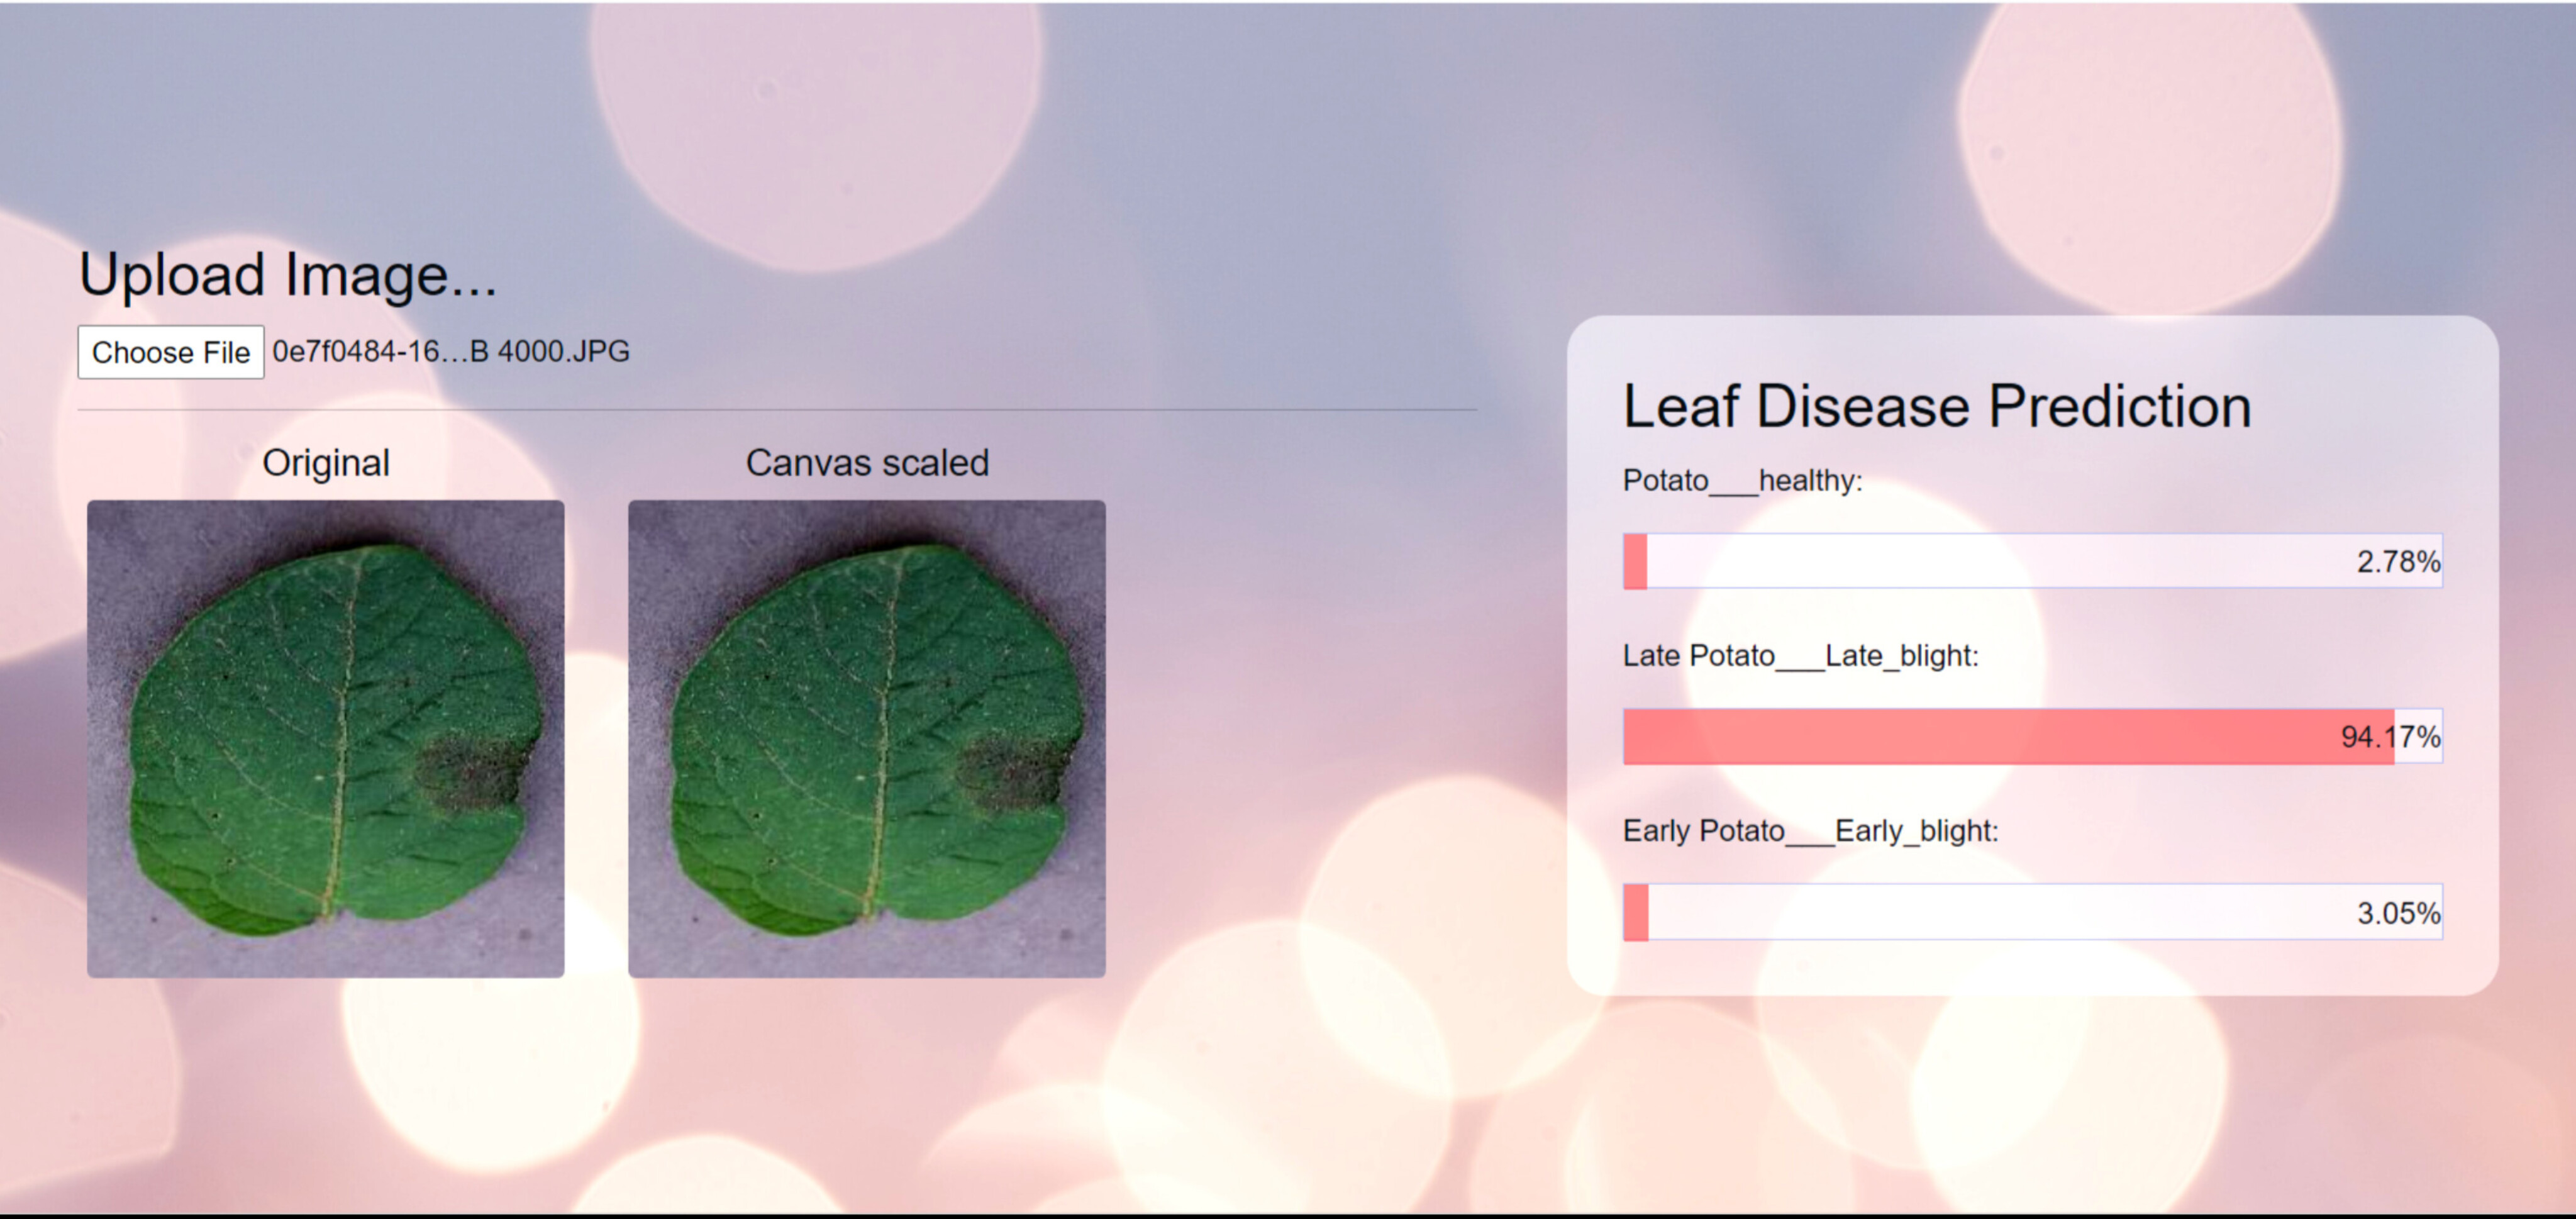 Upload Image...
Choose File 0e7f0484-16...B 4000.JPG
Original
Canvas scaled
Leaf Disease Prediction
Potato___healthy:
2.78%
Late Potato___Late_blight:
94.17%
Early Potato___Early_blight:
3.05%